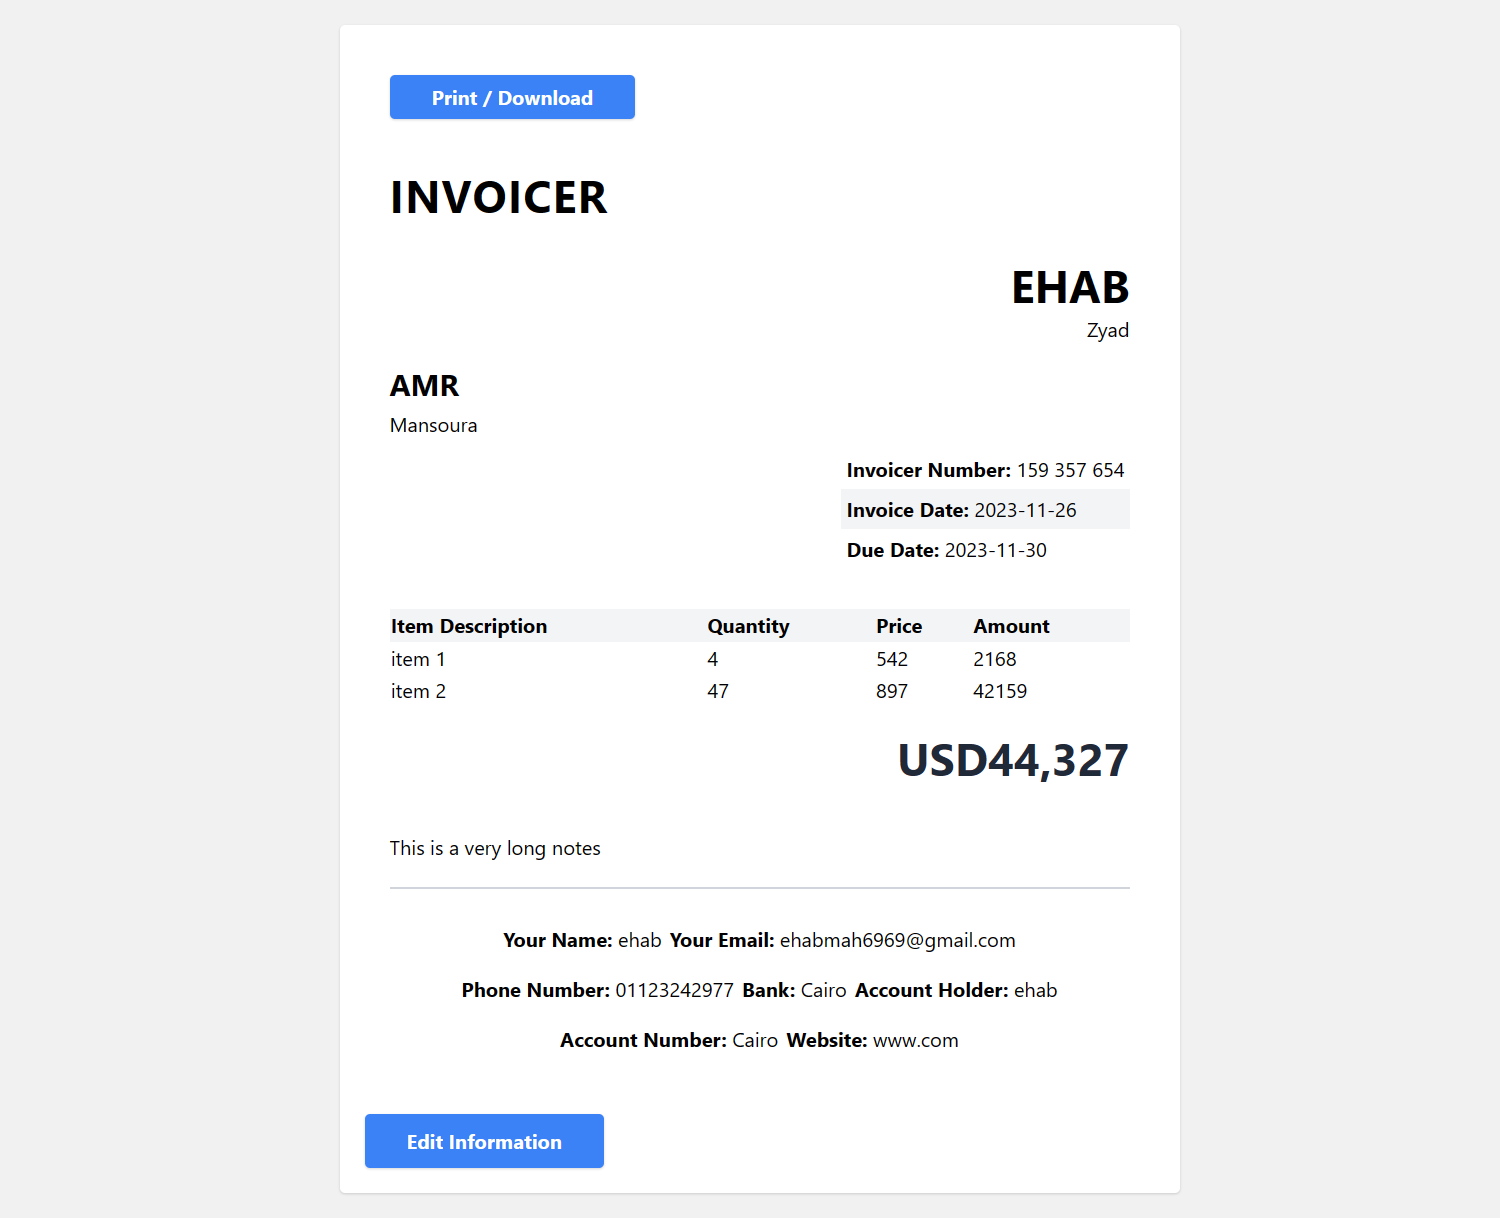 Print / Download
INVOICER
EHAB
Zyad
AMR
Mansoura
Invoicer Number: 159 357 654
Invoice Date: 2023-11-26
Due Date: 2023-11-30
Item Description Quantity Price Amount
item 1 4 542 2168
item 2 47 897 42159
USD44,327
This is a very long notes
Your Name: ehab Your Email: ehabmah6969@gmail.com
Phone Number: 01123242977 Bank: Cairo Account Holder: ehab
Account Number: Cairo Website: www.com
Edit Information